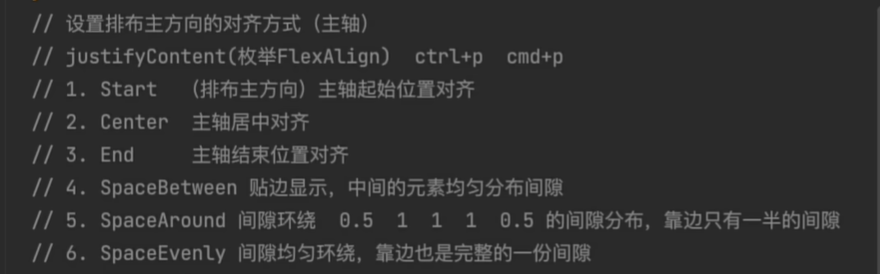 // 设置排布主方向的对齐方式（主轴）
// justifyContent(枚举FlexAlign)  ctrl+p  cmd+p
// 1. Start  （排布主方向）主轴起始位置对齐
// 2. Center  主轴居中对齐
// 3. End     主轴结束位置对齐
// 4. SpaceBetween 贴边显示，中间的元素均匀分布间隙
// 5. SpaceAround 间隙环绕  0.5  1  1  1  0.5 的间隙分布，靠边只有一半的间隙
// 6. SpaceEvenly 间隙均匀环绕，靠边也是完整的一份间隙